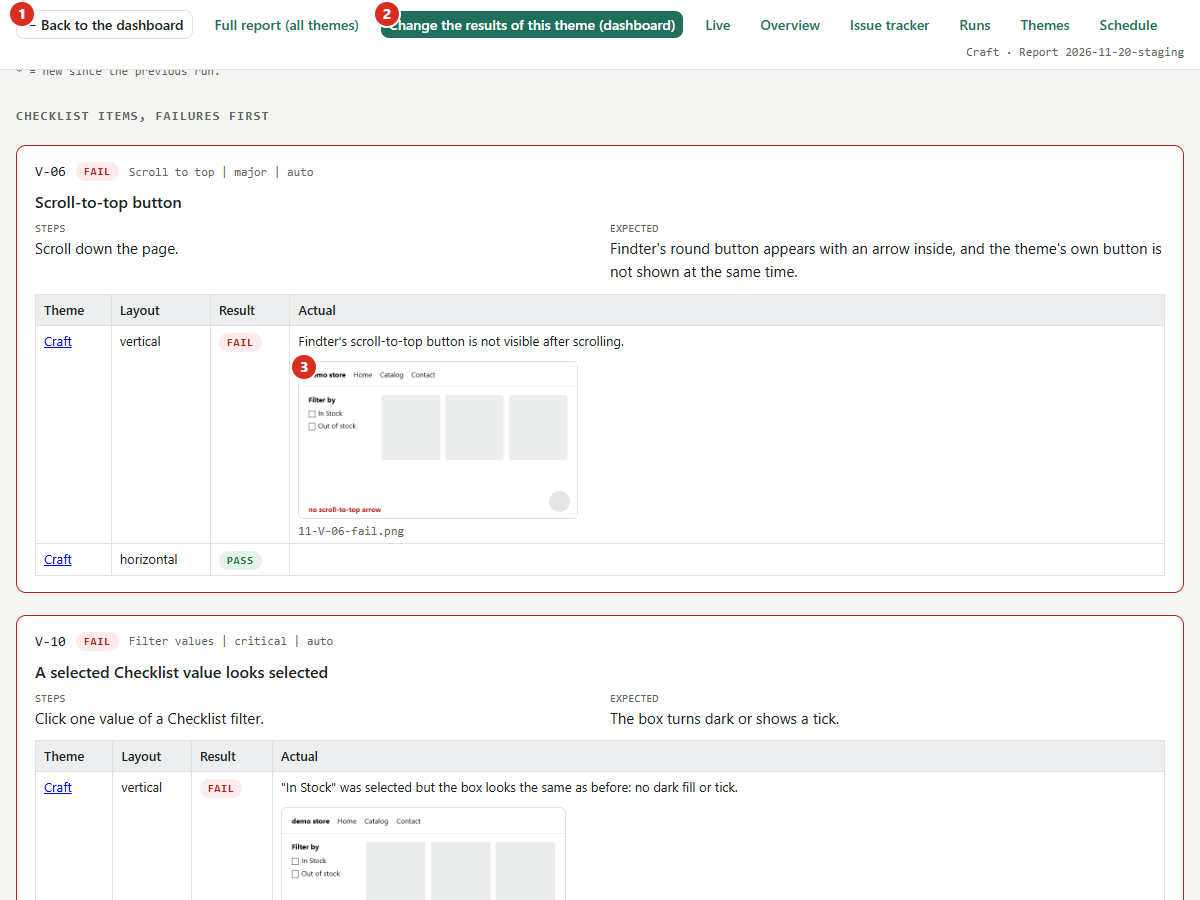 1
← Back to the dashboard
Full report (all themes)
2
Change the results of this theme (dashboard)
Live
Overview
Issue tracker
Runs
Themes
Schedule
Craft · Report 2026-11-20-staging
* = new since the previous run.
CHECKLIST ITEMS, FAILURES FIRST
V-06 FAIL Scroll to top | major | auto
Scroll-to-top button
STEPS
Scroll down the page.
EXPECTED
Findter's round button appears with an arrow inside, and the theme's own button is
not shown at the same time.
Theme Layout Result Actual
Craft vertical FAIL Findter's scroll-to-top button is not visible after scrolling.
3
demo store Home Catalog Contact
Filter by
In Stock
Out of stock
no scroll-to-top arrow
11-V-06-fail.png
Craft horizontal PASS
V-10 FAIL Filter values | critical | auto
A selected Checklist value looks selected
STEPS
Click one value of a Checklist filter.
EXPECTED
The box turns dark or shows a tick.
Theme Layout Result Actual
Craft vertical FAIL "In Stock" was selected but the box looks the same as before: no dark fill or tick.
demo store Home Catalog Contact
Filter by
In Stock
Out of stock